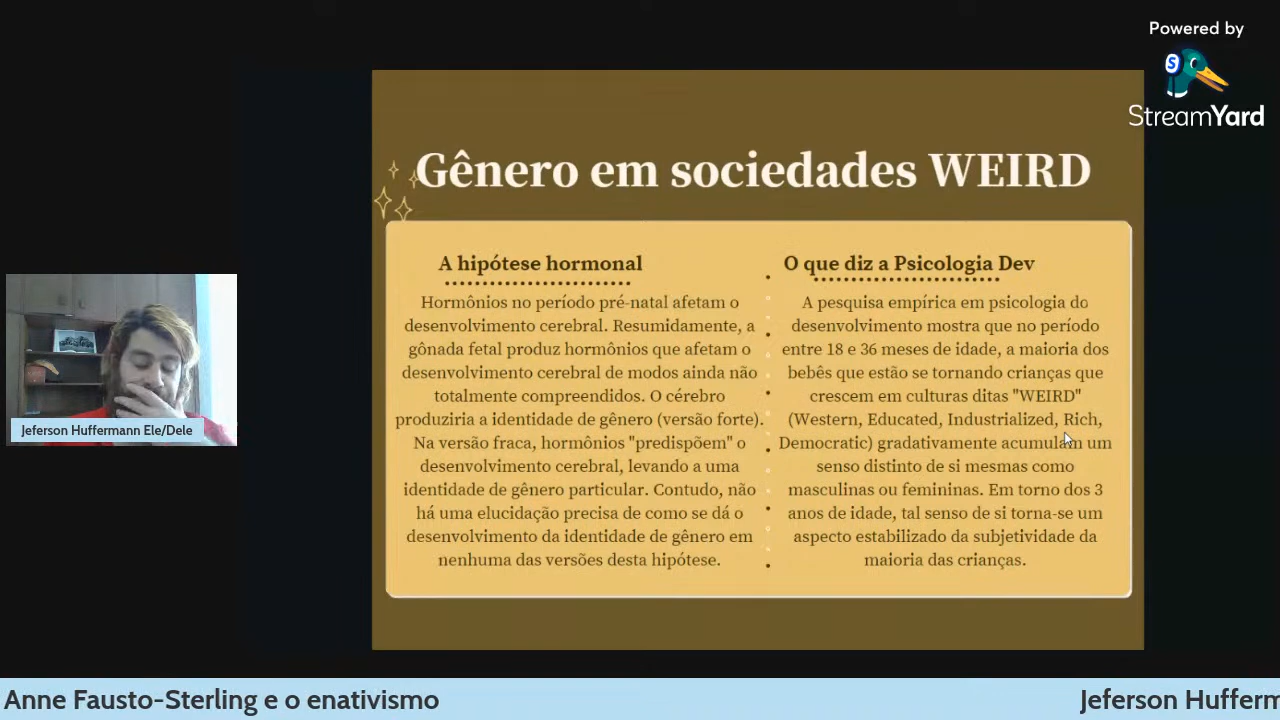 Powered by
StreamYard
Gênero em sociedades WEIRD
A hipótese hormonal
Hormônios no período pré-natal afetam o
desenvolvimento cerebral. Resumidamente, a
gônada fetal produz hormônios que afetam o
desenvolvimento cerebral de modos ainda não
totalmente compreendidos. O cérebro
produziria a identidade de gênero (versão forte).
Na versão fraca, hormônios "predispõem" o
desenvolvimento cerebral, levando a uma
identidade de gênero particular. Contudo, não
há uma elucidação precisa de como se dá o
desenvolvimento da identidade de gênero em
nenhuma das versões desta hipótese.
O que diz a Psicologia Dev
A pesquisa empírica em psicologia do
desenvolvimento mostra que no período
entre 18 e 36 meses de idade, a maioria dos
bebês que estão se tornando crianças que
crescem em culturas ditas "WEIRD"
(Western, Educated, Industrialized, Rich,
Democratic) gradativamente acumulam um
senso distinto de si mesmas como
masculinas ou femininas. Em torno dos 3
anos de idade, tal senso de si torna-se um
aspecto estabilizado da subjetividade da
maioria das crianças.
Jeferson Huffermann Ele/Dele
Anne Fausto-Sterling e o enativismo
Jeferson Hufferm